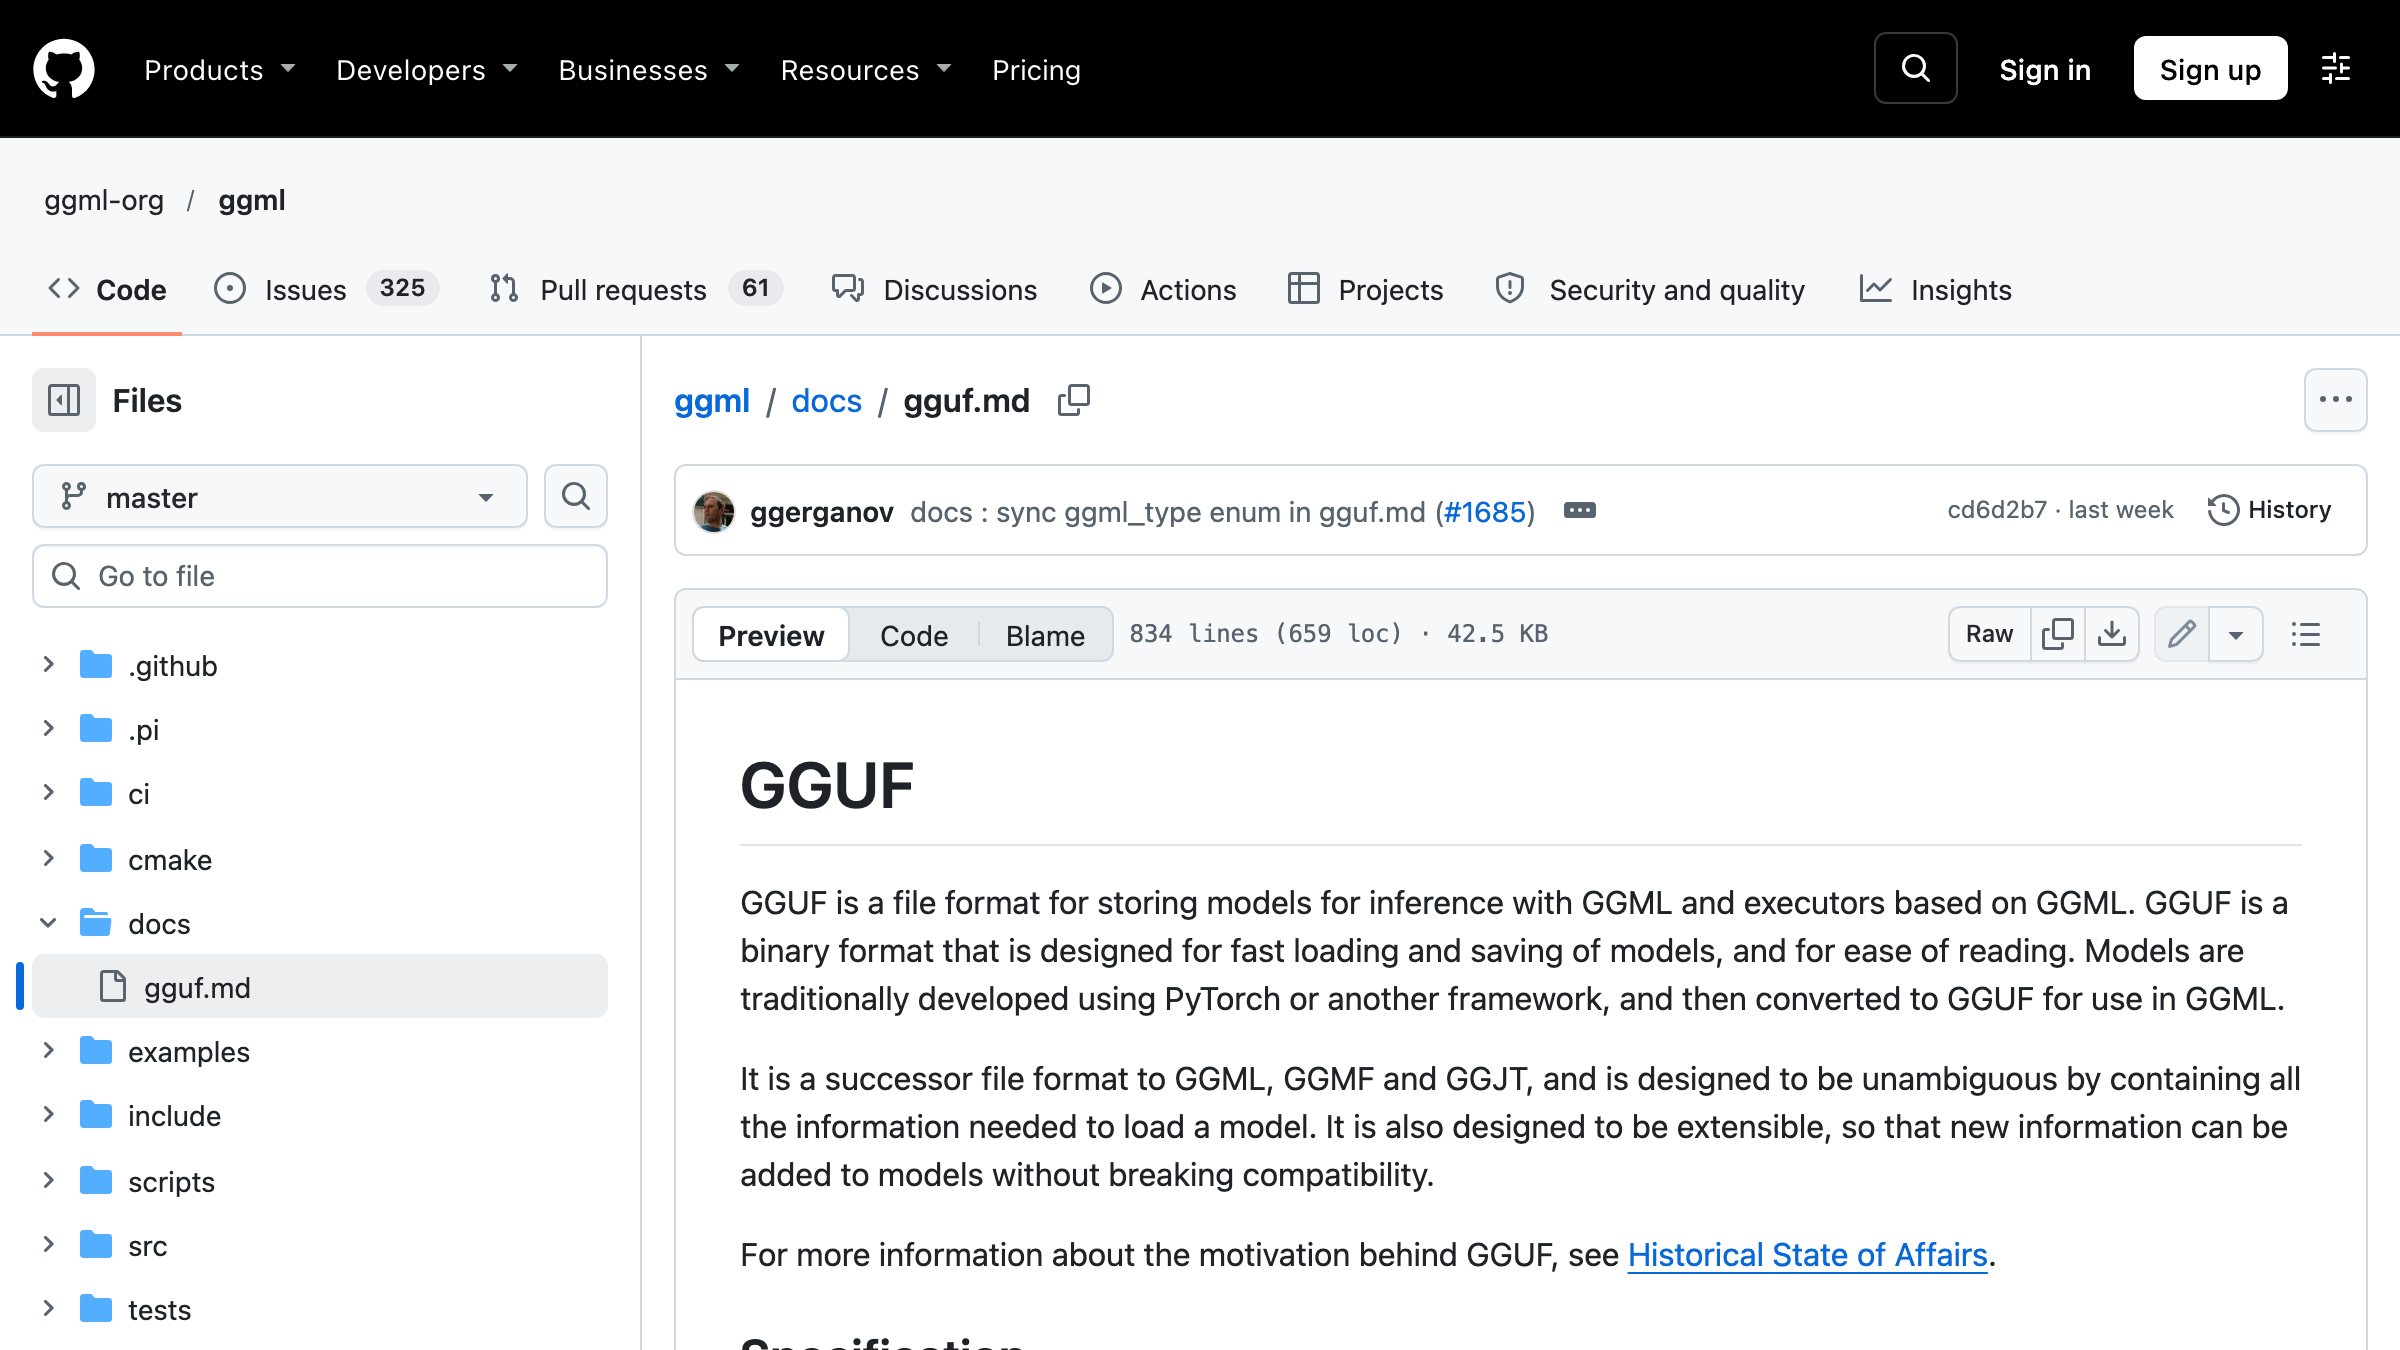 Products Developers Businesses Resources Pricing Sign in Sign up
ggml-org / ggml
Code Issues 325 Pull requests 61 Discussions Actions Projects Security and quality Insights
Files
master
Go to file
.github
.pi
ci
cmake
docs
gguf.md
examples
include
scripts
src
tests
ggml / docs / gguf.md
ggerganov docs : sync ggml_type enum in gguf.md (#1685) cd6d2b7 · last week History
Preview Code Blame 834 lines (659 loc) · 42.5 KB Raw
GGUF
GGUF is a file format for storing models for inference with GGML and executors based on GGML. GGUF is a
binary format that is designed for fast loading and saving of models, and for ease of reading. Models are
traditionally developed using PyTorch or another framework, and then converted to GGUF for use in GGML.
It is a successor file format to GGML, GGMF and GGJT, and is designed to be unambiguous by containing all
the information needed to load a model. It is also designed to be extensible, so that new information can be
added to models without breaking compatibility.
For more information about the motivation behind GGUF, see Historical State of Affairs.
Specification